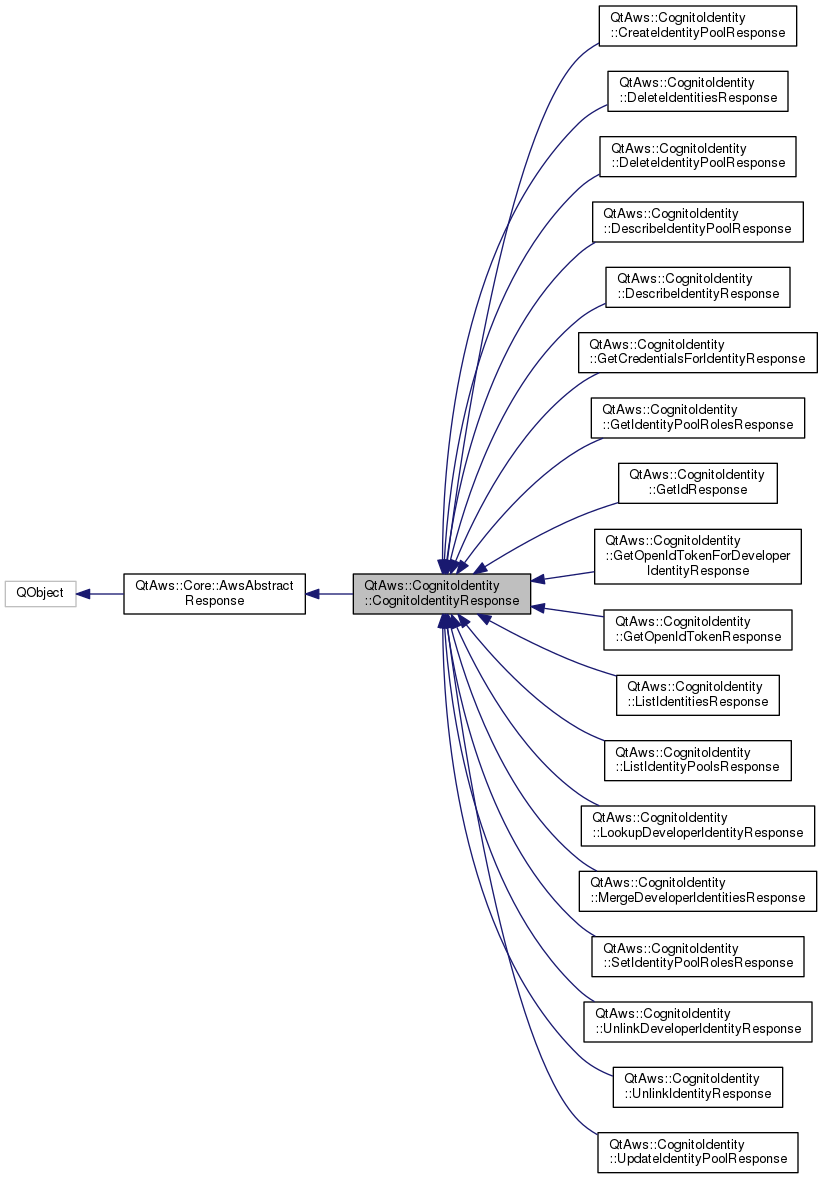 QtAws::CognitoIdentity
::CreateIdentityPoolResponse
QtAws::CognitoIdentity
::DeleteIdentitiesResponse
QtAws::CognitoIdentity
::DeleteIdentityPoolResponse
QtAws::CognitoIdentity
::DescribeIdentityPoolResponse
QtAws::CognitoIdentity
::DescribeIdentityResponse
QtAws::CognitoIdentity
::GetCredentialsForIdentityResponse
QtAws::CognitoIdentity
::GetIdentityPoolRolesResponse
QtAws::CognitoIdentity
::GetIdResponse
QtAws::CognitoIdentity
::GetOpenIdTokenForDeveloper
IdentityResponse
QObject
QtAws::Core::AwsAbstract
Response
QtAws::CognitoIdentity
::CognitoIdentityResponse
QtAws::CognitoIdentity
::GetOpenIdTokenResponse
QtAws::CognitoIdentity
::ListIdentitiesResponse
QtAws::CognitoIdentity
::ListIdentityPoolsResponse
QtAws::CognitoIdentity
::LookupDeveloperIdentityResponse
QtAws::CognitoIdentity
::MergeDeveloperIdentitiesResponse
QtAws::CognitoIdentity
::SetIdentityPoolRolesResponse
QtAws::CognitoIdentity
::UnlinkDeveloperIdentityResponse
QtAws::CognitoIdentity
::UnlinkIdentityResponse
QtAws::CognitoIdentity
::UpdateIdentityPoolResponse